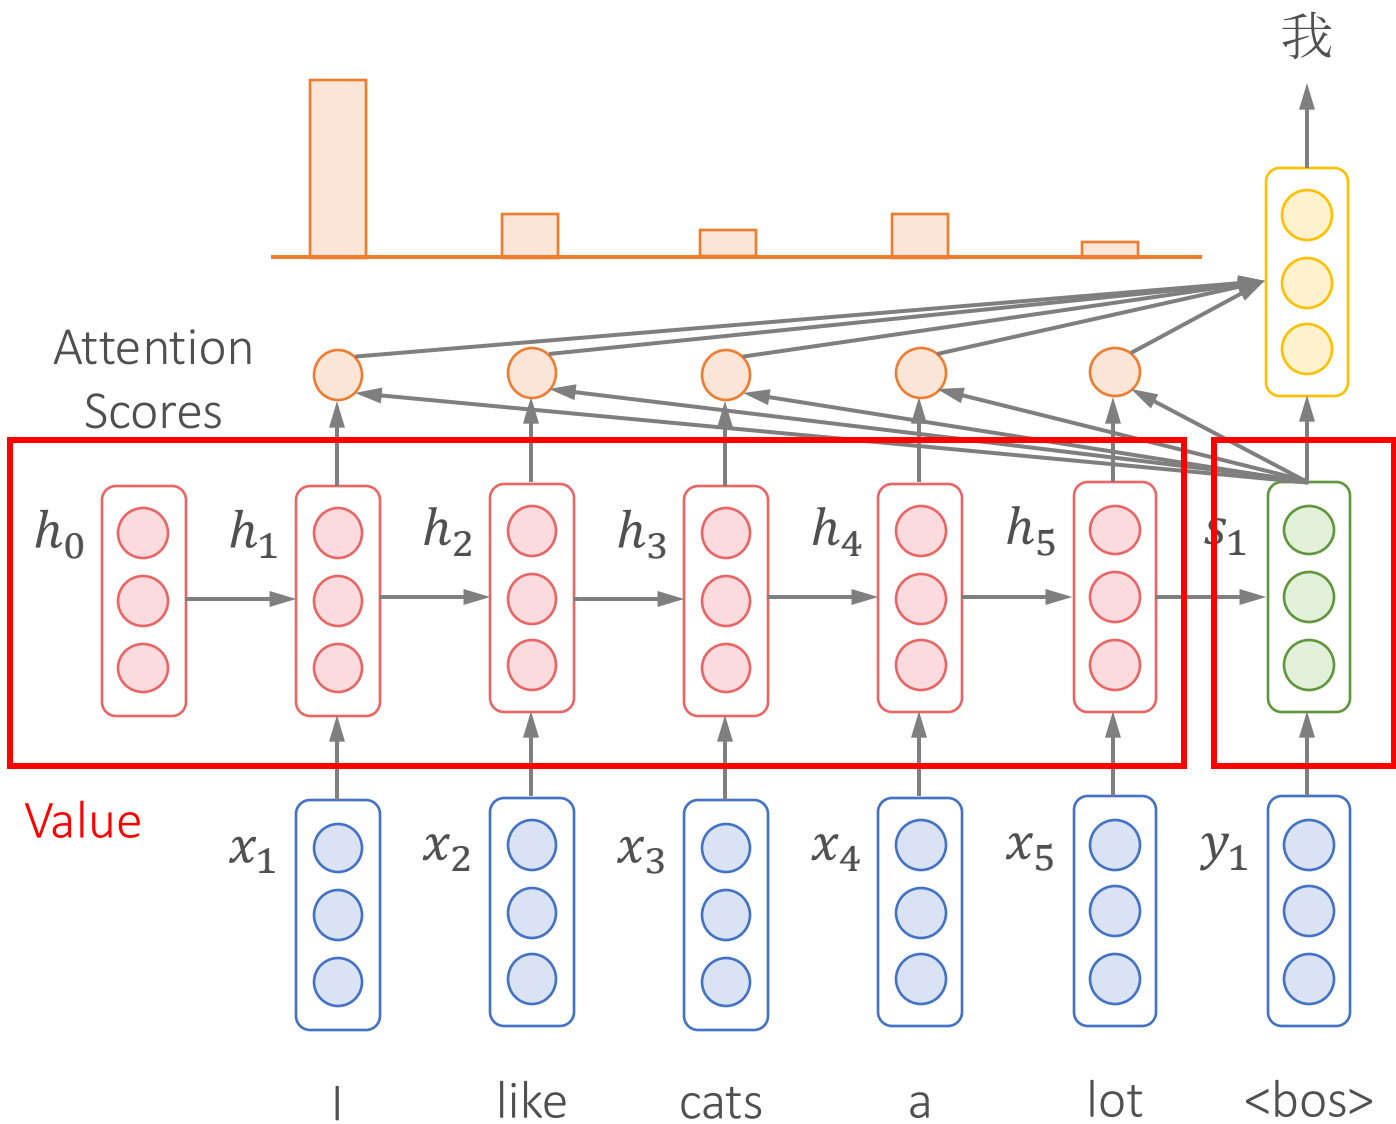 我
Attention
Scores
h₀ h₁ h₂ h₃ h₄ h₅ s₁
Value
x₁ x₂ x₃ x₄ x₅ y₁
I like cats a lot <bos>